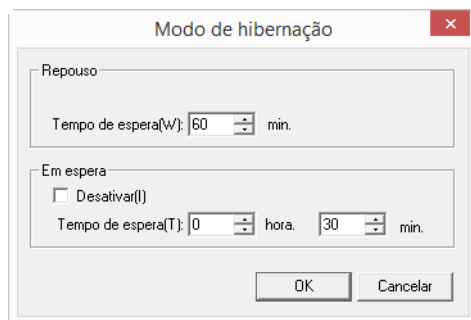 Modo de hibernação
Repouso
Tempo de espera(W): 60 min.
Em espera
Desativar(I)
Tempo de espera(T): 0 hora. 30 min.
OK Cancelar